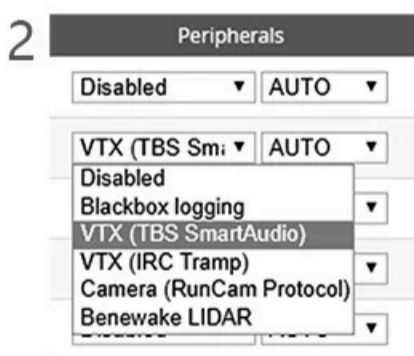 2
Peripherals
Disabled AUTO
VTX (TBS Sm AUTO
Disabled
Blackbox logging
VTX (TBS SmartAudio)
VTX (IRC Tramp)
Camera (RunCam Protocol)
Benewake LIDAR